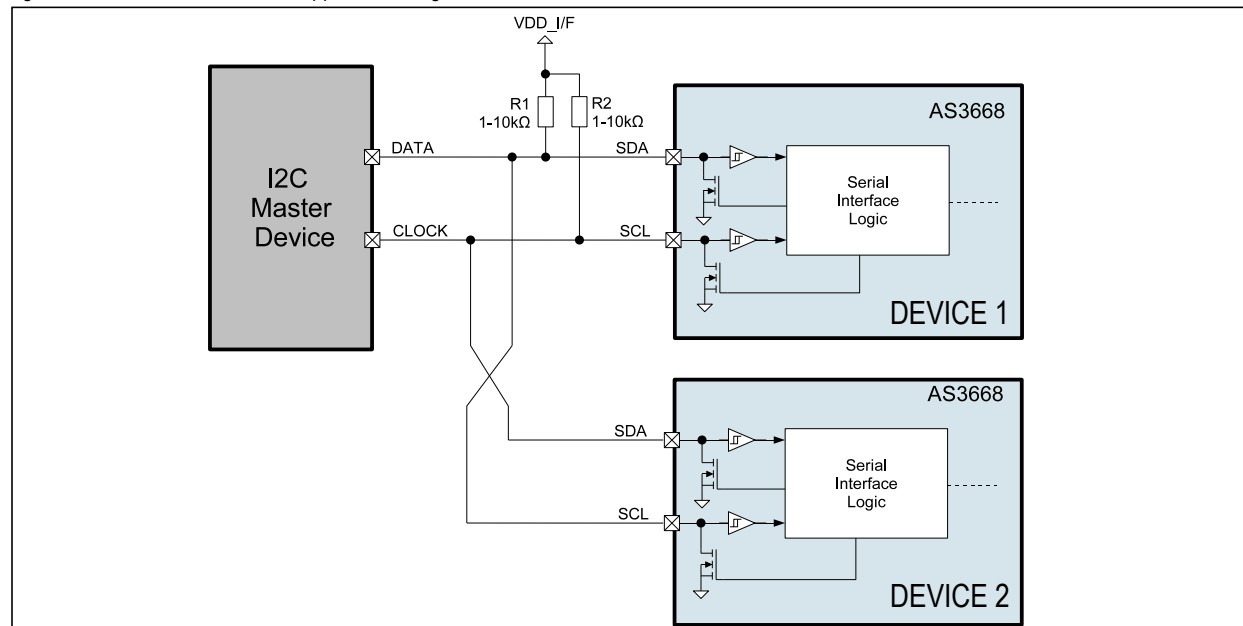 VDD_I/F
R1
1-10kΩ
R2
1-10kΩ
AS3668
DATA
SDA
I2C
Master
Device
Serial
Interface
Logic
CLOCK
SCL
DEVICE 1
AS3668
SDA
Serial
Interface
Logic
SCL
DEVICE 2